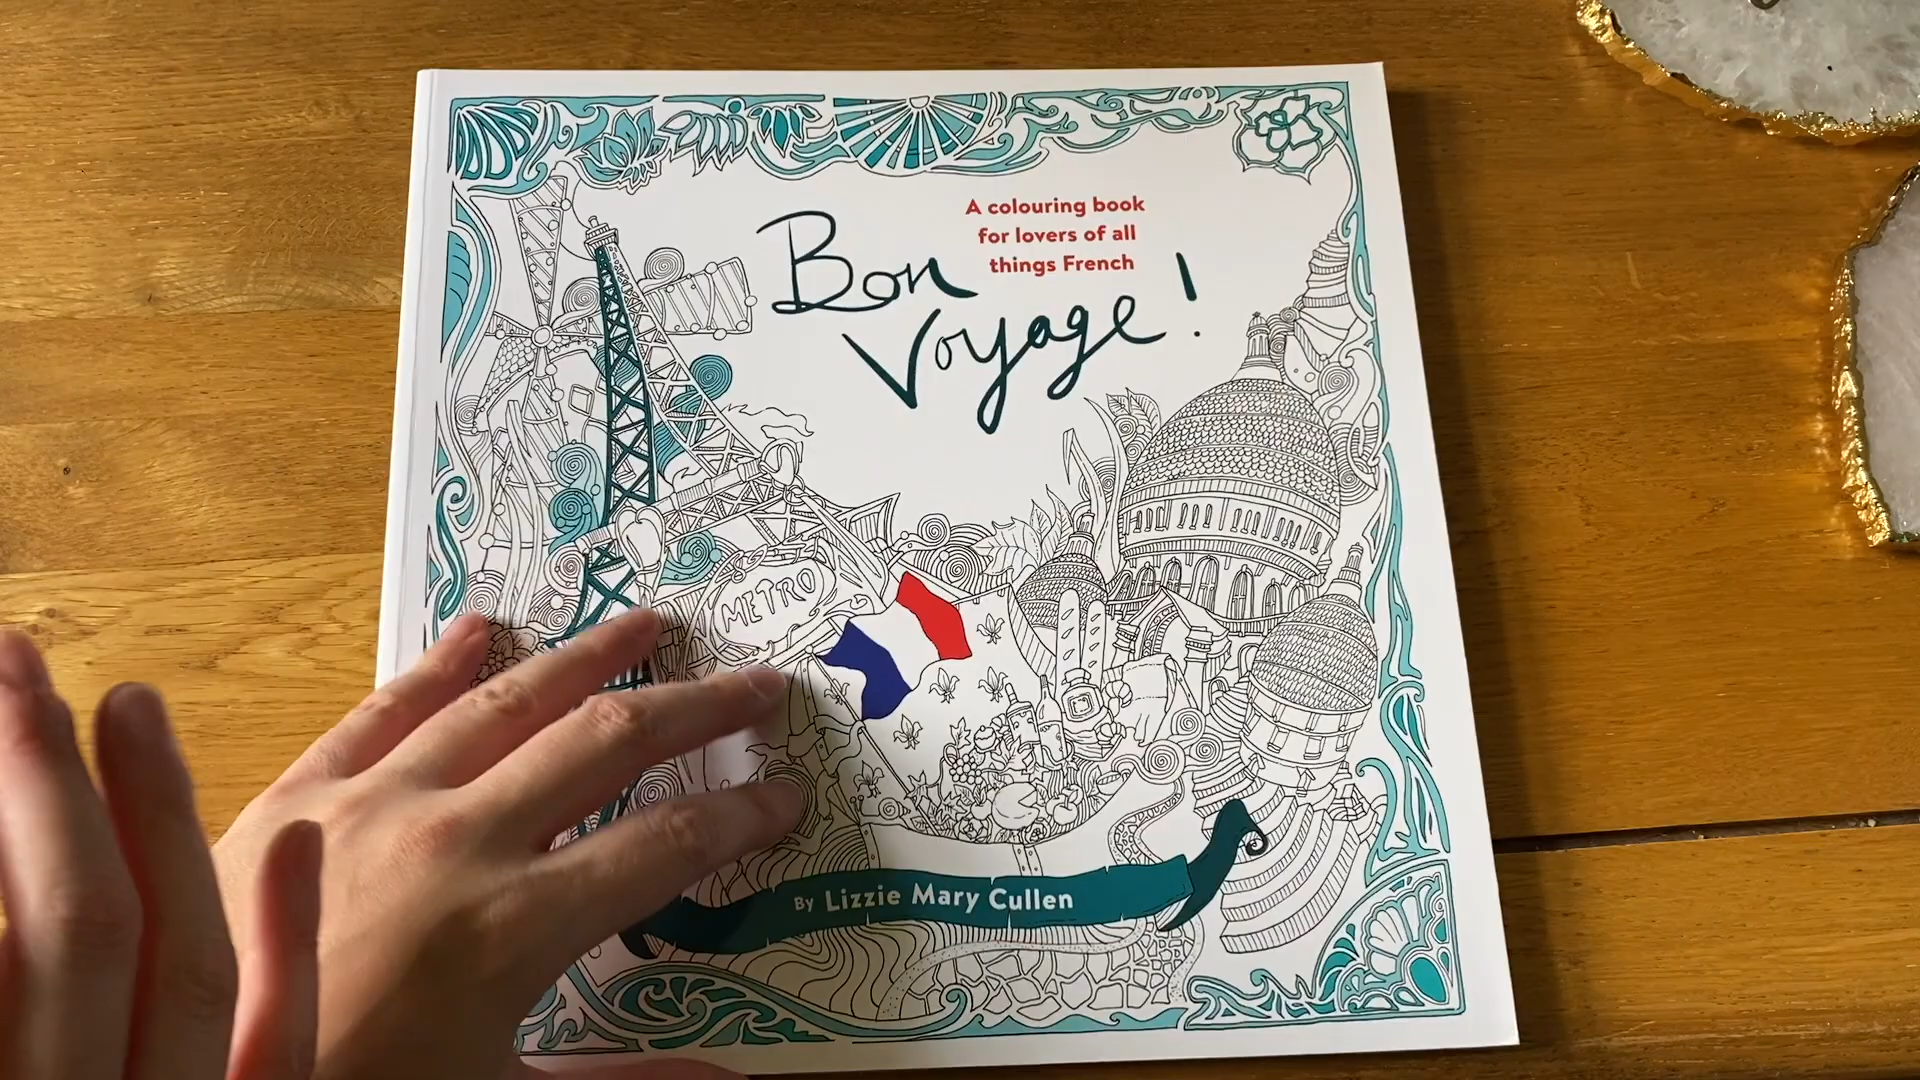 A colouring book
for lovers of all
things French
Bon
Voyage!
METRO
By Lizzie Mary Cullen